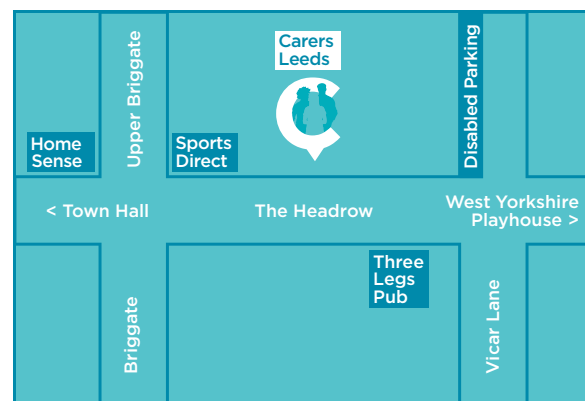 Carers
Leeds
Disabled Parking
Upper Briggate
Home
Sense
Sports
Direct
< Town Hall
The Headrow
West Yorkshire
Playhouse >
Three
Legs
Pub
Briggate
Vicar Lane